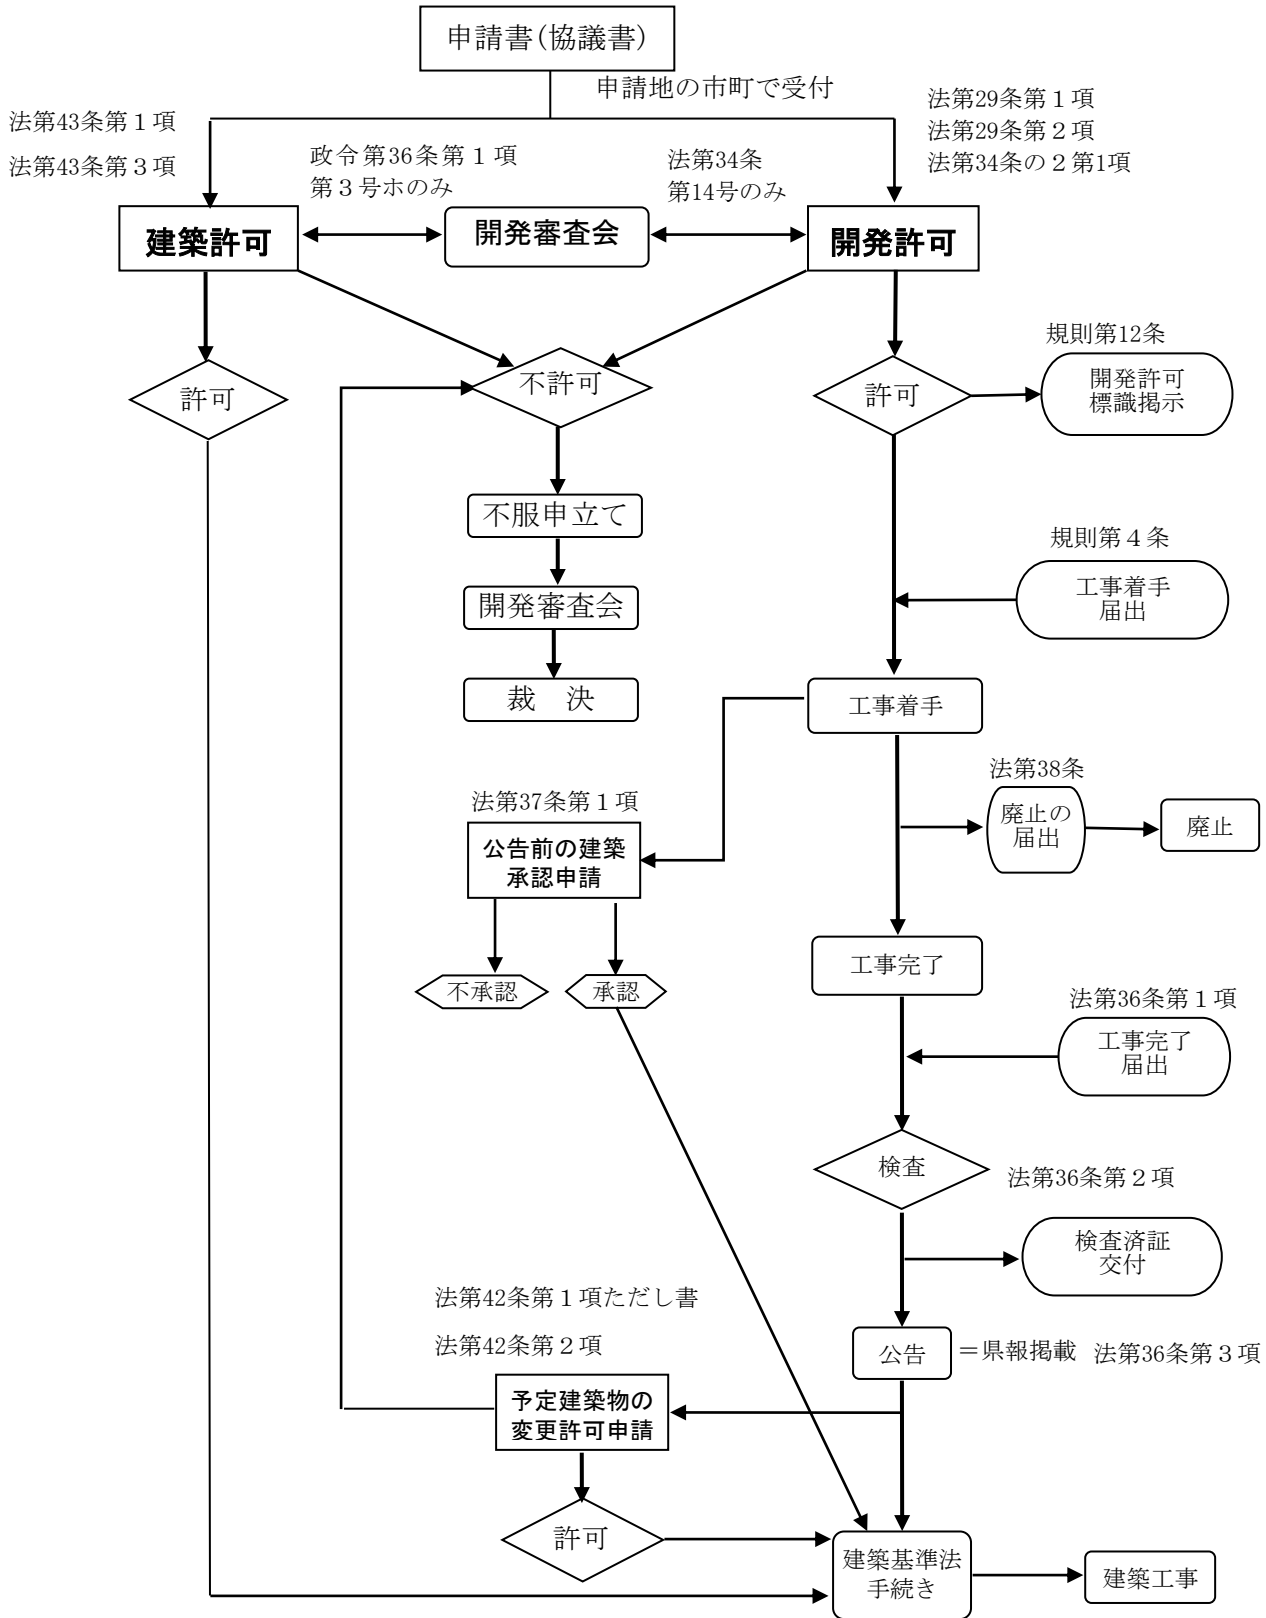 申請書(協議書)
申請地の市町で受付
法第43条第１項
法第43条第３項
政令第36条第１項
第３号ホのみ
法第34条
第14号のみ
法第29条第１項
法第29条第２項
法第34条の２第1項
建築許可
開発審査会
開発許可
規則第12条
許可
不許可
許可
開発許可
標識掲示
不服申立て
規則第４条
工事着手
届出
開発審査会
裁　決
工事着手
法第38条
廃止の
届出
廃止
法第37条第１項
公告前の建築
承認申請
工事完了
不承認
承認
法第36条第１項
工事完了
届出
検査
法第36条第２項
検査済証
交付
法第42条第１項ただし書
法第42条第２項
公告
＝県報掲載
法第36条第３項
予定建築物の
変更許可申請
許可
建築基準法
手続き
建築工事